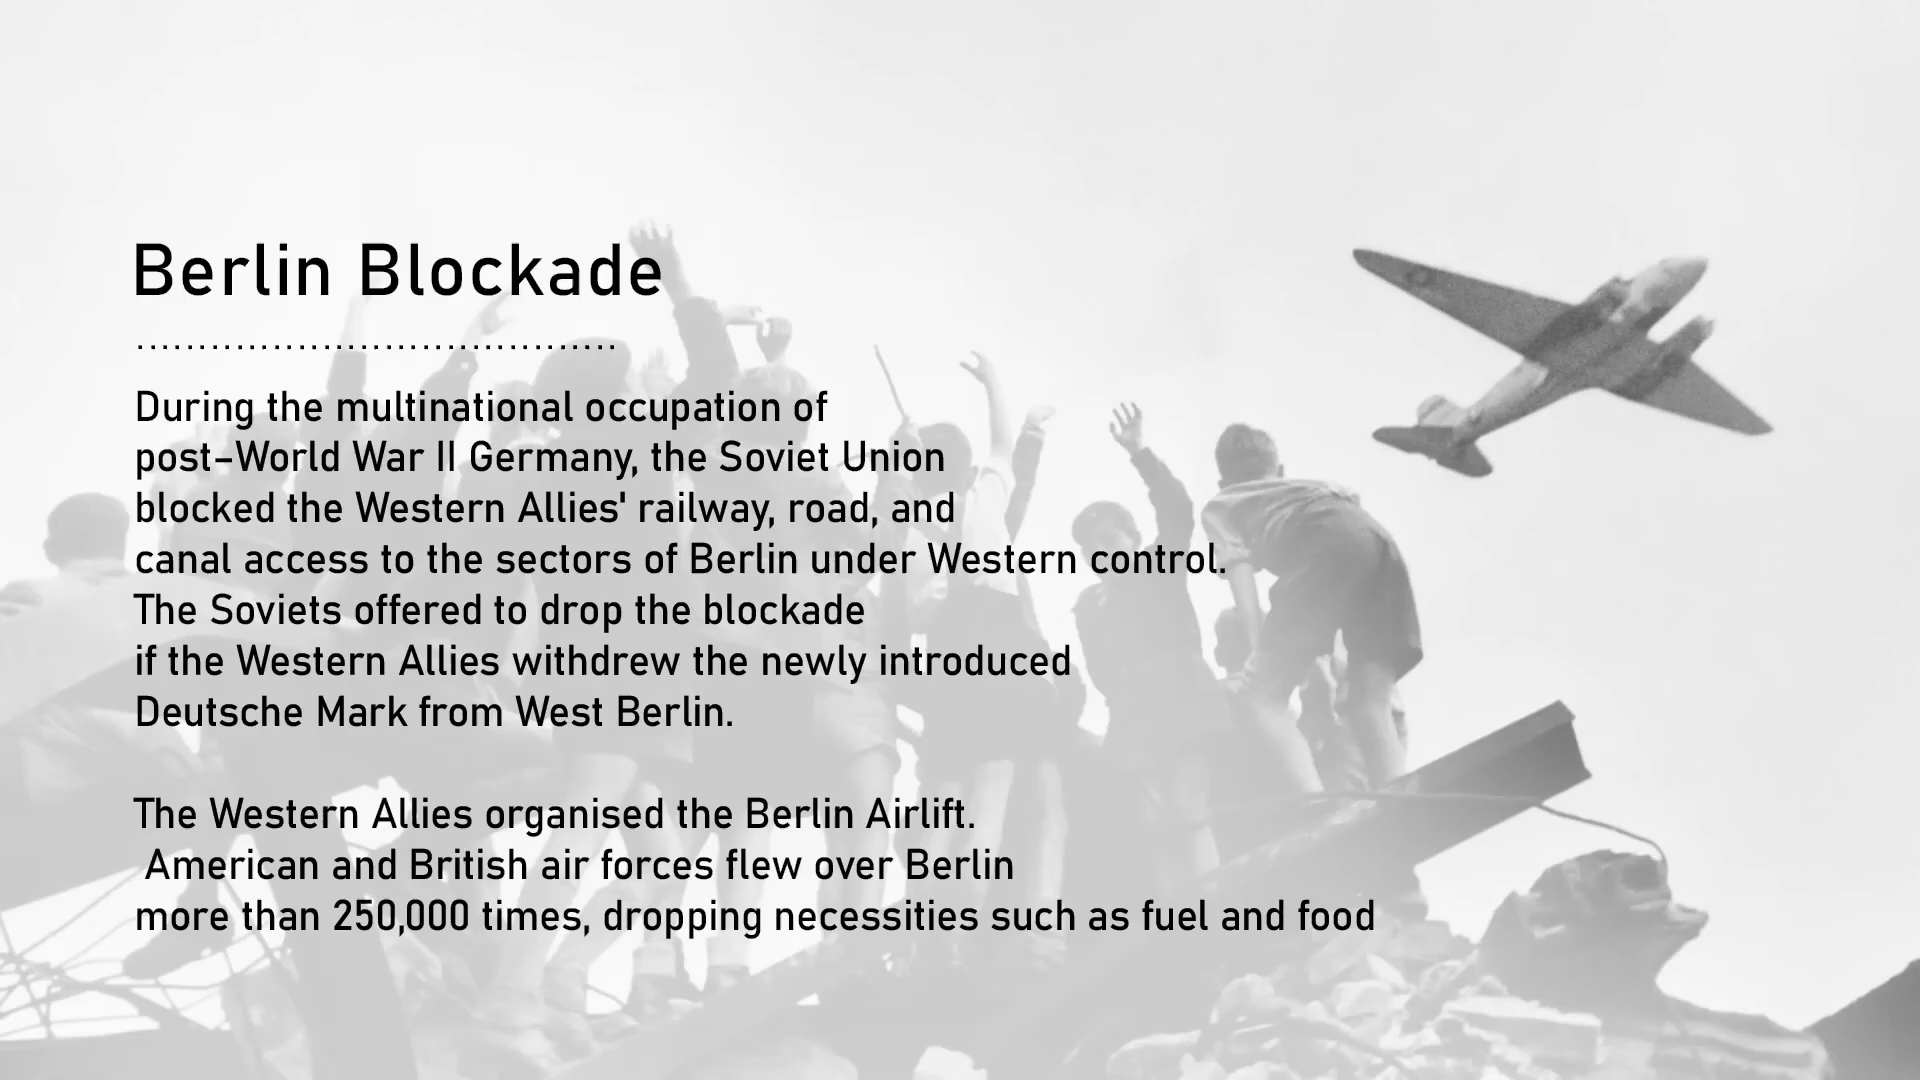 Berlin Blockade
During the multinational occupation of
post–World War II Germany, the Soviet Union
blocked the Western Allies' railway, road, and
canal access to the sectors of Berlin under Western control.
The Soviets offered to drop the blockade
if the Western Allies withdrew the newly introduced
Deutsche Mark from West Berlin.
The Western Allies organised the Berlin Airlift.
American and British air forces flew over Berlin
more than 250,000 times, dropping necessities such as fuel and food